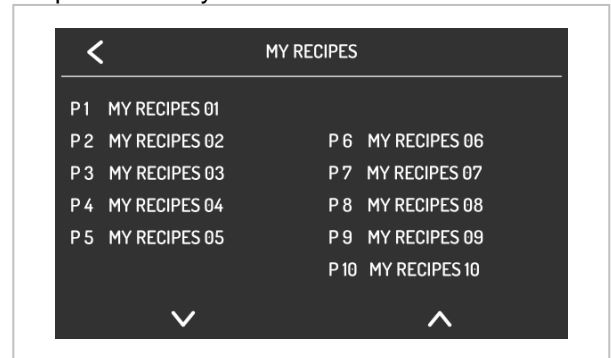 MY RECIPES
P1 MY RECIPES 01
P2 MY RECIPES 02
P3 MY RECIPES 03
P4 MY RECIPES 04
P5 MY RECIPES 05
P6 MY RECIPES 06
P7 MY RECIPES 07
P8 MY RECIPES 08
P9 MY RECIPES 09
P10 MY RECIPES 10